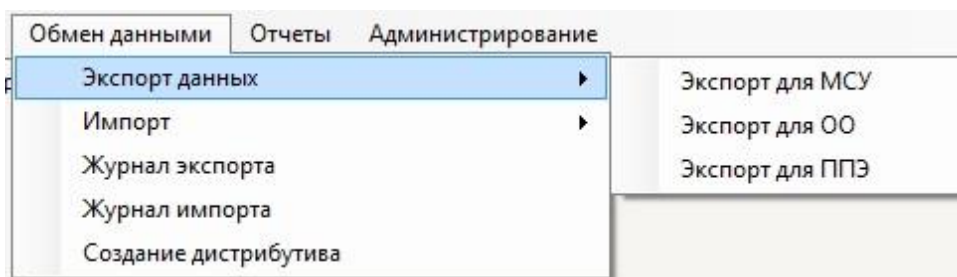 Обмен данными Отчеты Администрирование
Экспорт данных
Импорт
Журнал экспорта
Журнал импорта
Создание дистрибутива
Экспорт для МСУ
Экспорт для ОО
Экспорт для ППЭ